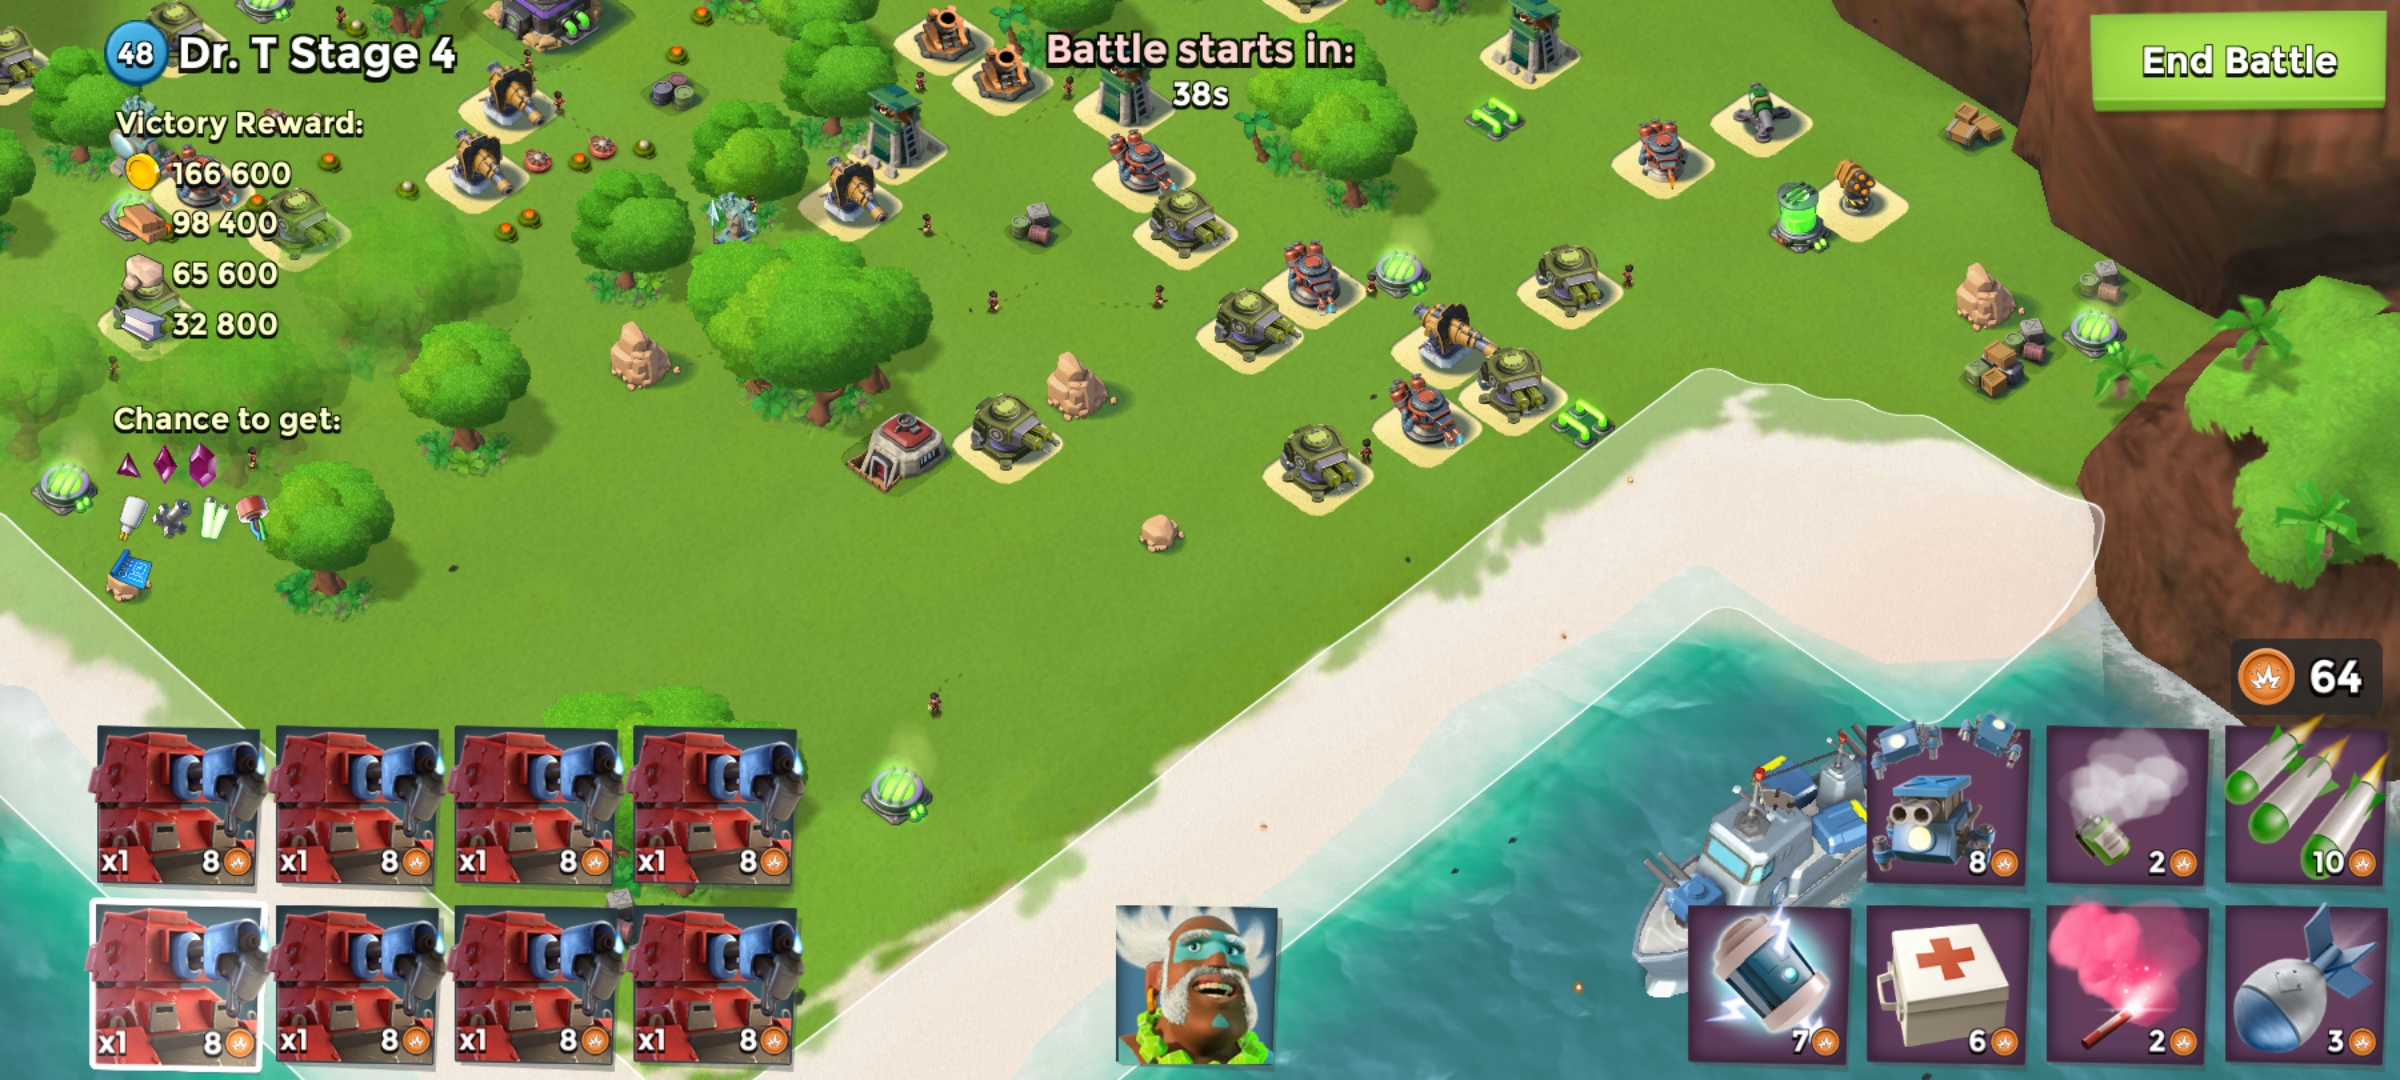 48 Dr. T Stage 4
Battle starts in:
38s
End Battle
Victory Reward:
166 600
98 400
65 600
32 800
Chance to get:
64
x1 8
x1 8
x1 8
x1 8
8
2
10
x1 8
x1 8
x1 8
x1 8
7
6
2
3